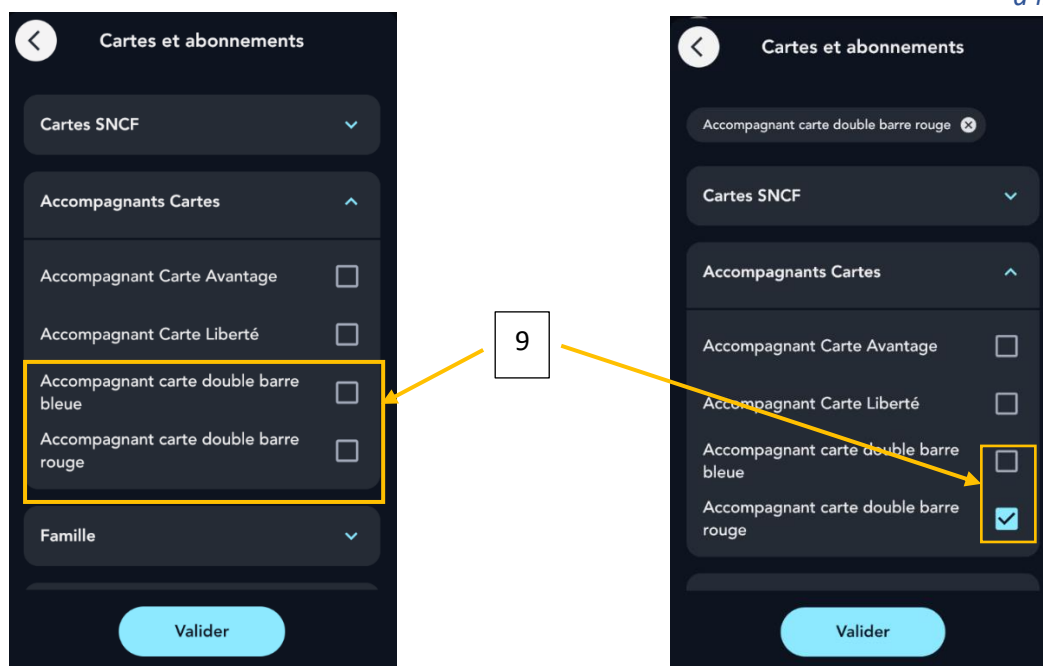 Cartes et abonnements
Cartes SNCF
Accompagnants Cartes
Accompagnant Carte Avantage
Accompagnant Carte Liberté
Accompagnant carte double barre
bleue
Accompagnant carte double barre
rouge
Famille
Valider
9
Cartes et abonnements
Accompagnant carte double barre rouge
Cartes SNCF
Accompagnants Cartes
Accompagnant Carte Avantage
Accompagnant Carte Liberté
Accompagnant carte double barre
bleue
Accompagnant carte double barre
rouge
Valider